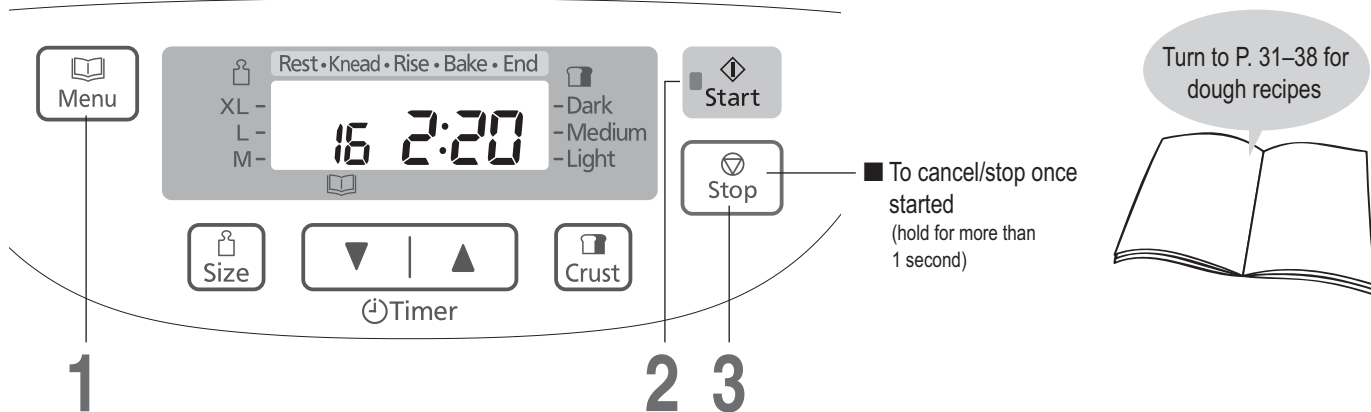 Menu
Rest • Knead • Rise • Bake • End
XL –
L –
M –
16 2:20
– Dark
– Medium
– Light
Start
Stop
■ To cancel/stop once
started
(hold for more than
1 second)
Turn to P. 31–38 for
dough recipes
Size
▼ | ▲
Crust
Timer
1
2
3